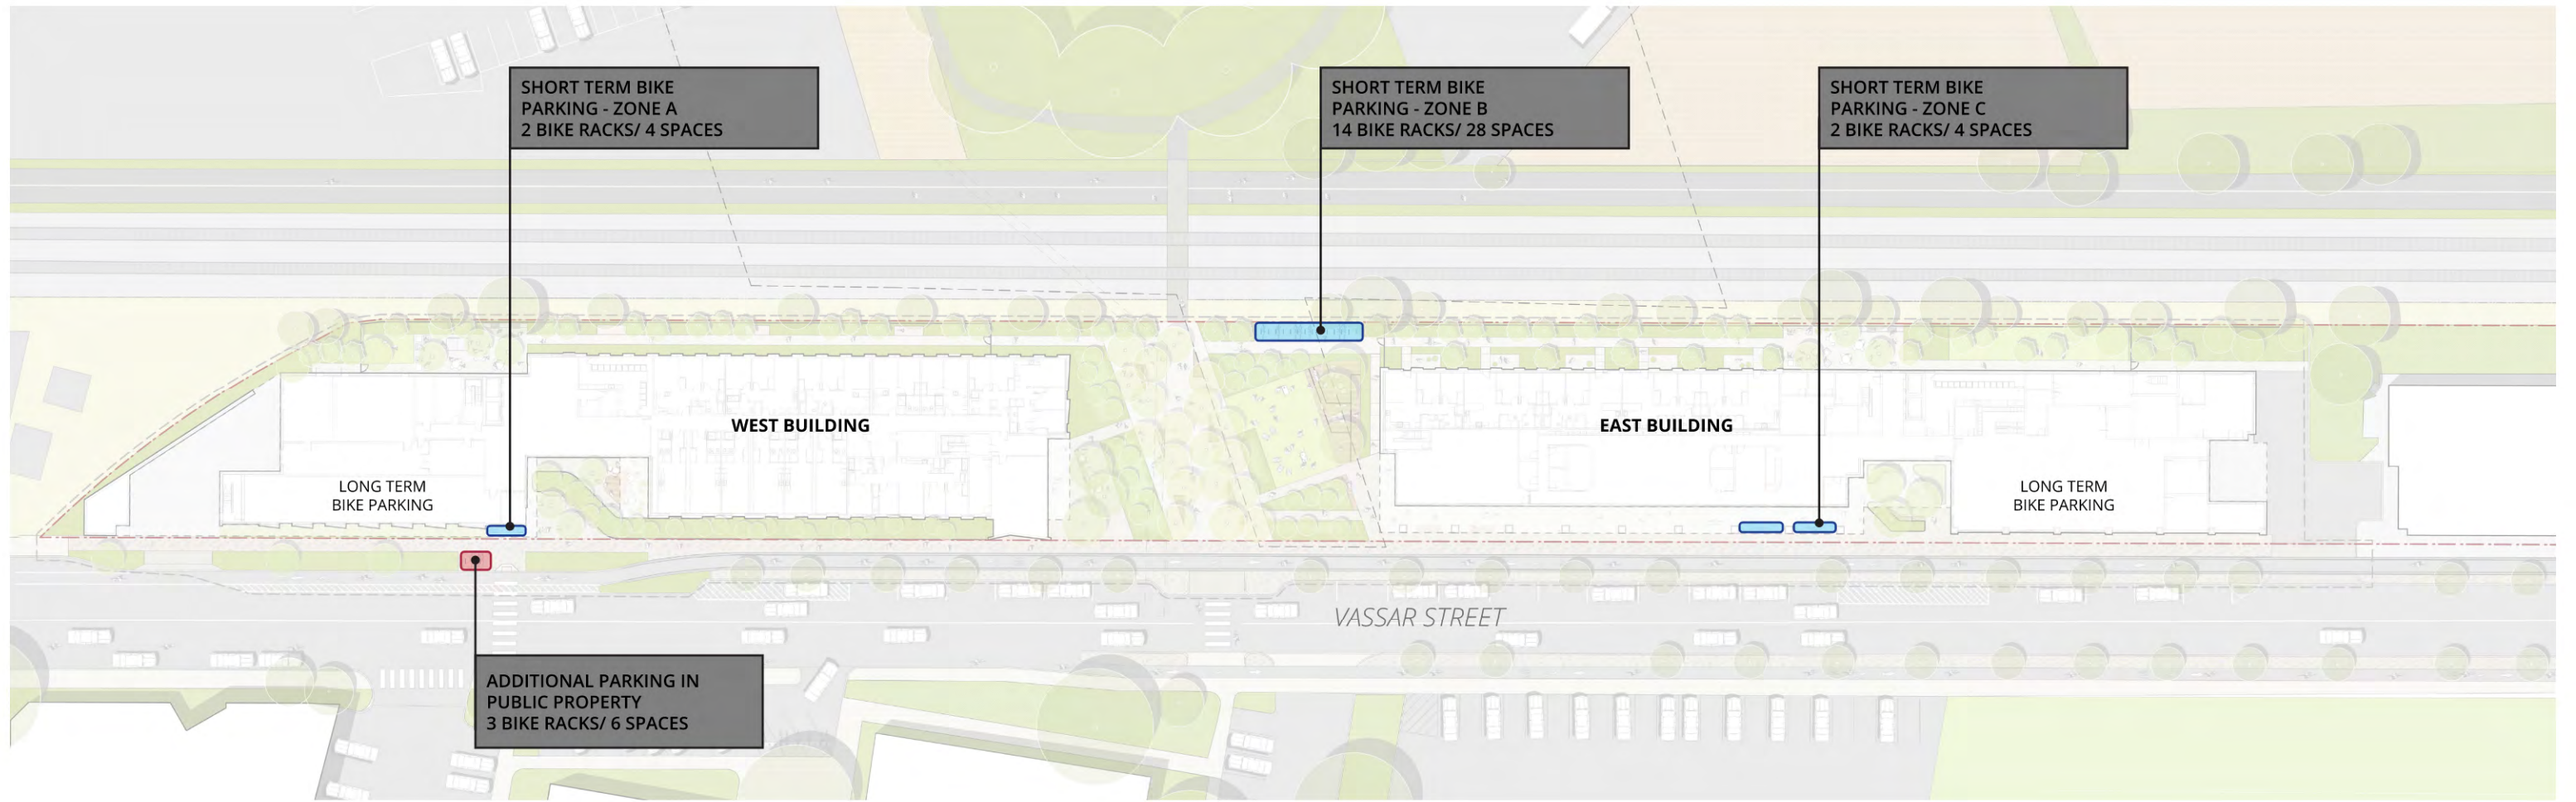 SHORT TERM BIKE
PARKING - ZONE A
2 BIKE RACKS/ 4 SPACES
SHORT TERM BIKE
PARKING - ZONE B
14 BIKE RACKS/ 28 SPACES
SHORT TERM BIKE
PARKING - ZONE C
2 BIKE RACKS/ 4 SPACES
WEST BUILDING
EAST BUILDING
LONG TERM
BIKE PARKING
LONG TERM
BIKE PARKING
VASSAR STREET
ADDITIONAL PARKING IN
PUBLIC PROPERTY
3 BIKE RACKS/ 6 SPACES